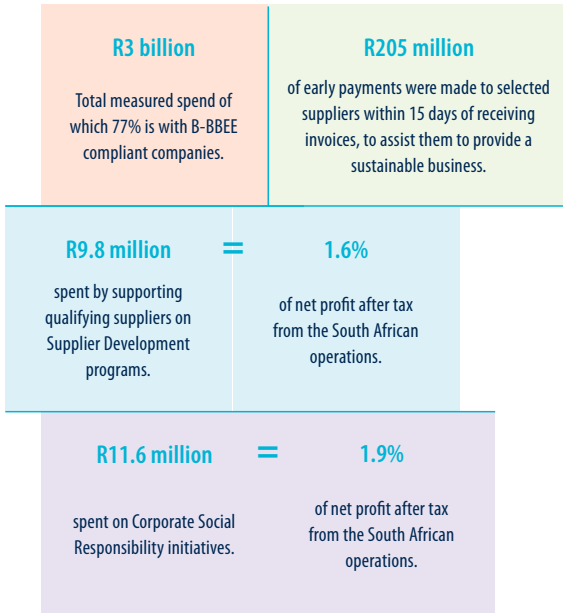 R3 billion
Total measured spend of
which 77% is with B-BBEE
compliant companies.
R205 million
of early payments were made to selected
suppliers within 15 days of receiving
invoices, to assist them to provide a
sustainable business.
R9.8 million
=
1.6%
spent by supporting
qualifying suppliers on
Supplier Development
programs.
of net profit after tax
from the South African
operations.
R11.6 million
=
1.9%
spent on Corporate Social
Responsibility initiatives.
of net profit after tax
from the South African
operations.